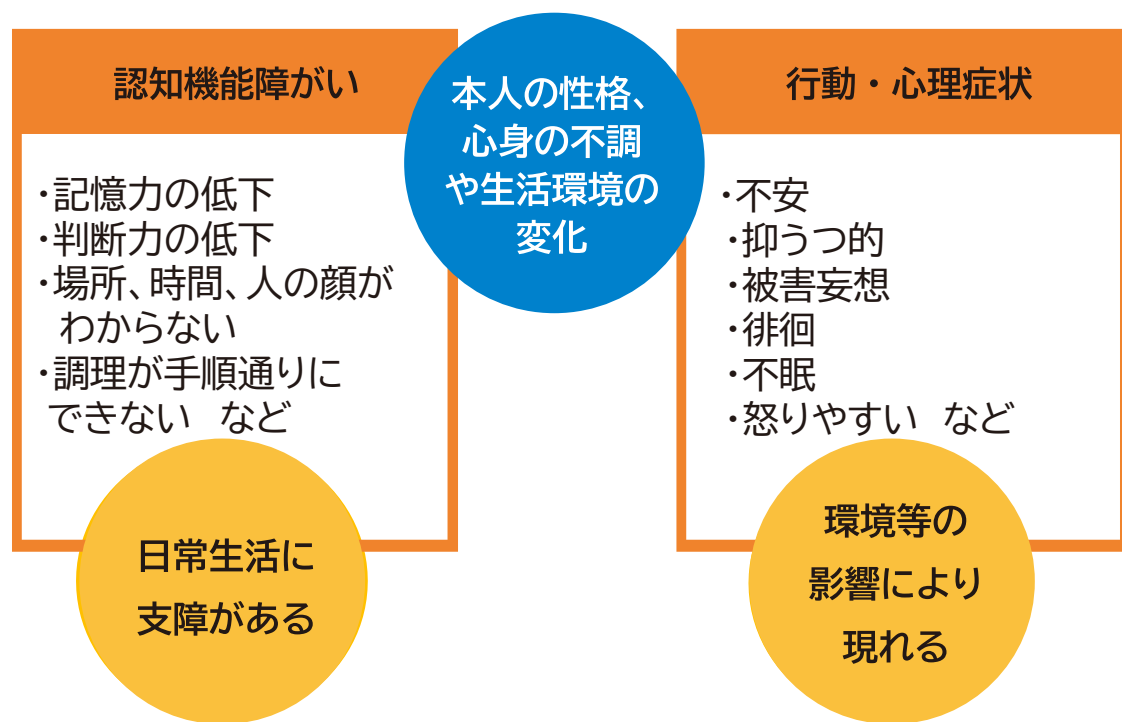 認知機能障がい
・記憶力の低下
・判断力の低下
・場所、時間、人の顔が
わからない
・調理が手順通りに
できない など
日常生活に
支障がある
本人の性格、
心身の不調
や生活環境の
変化
行動・心理症状
・不安
・抑うつ的
・被害妄想
・徘徊
・不眠
・怒りやすい など
環境等の
影響により
現れる